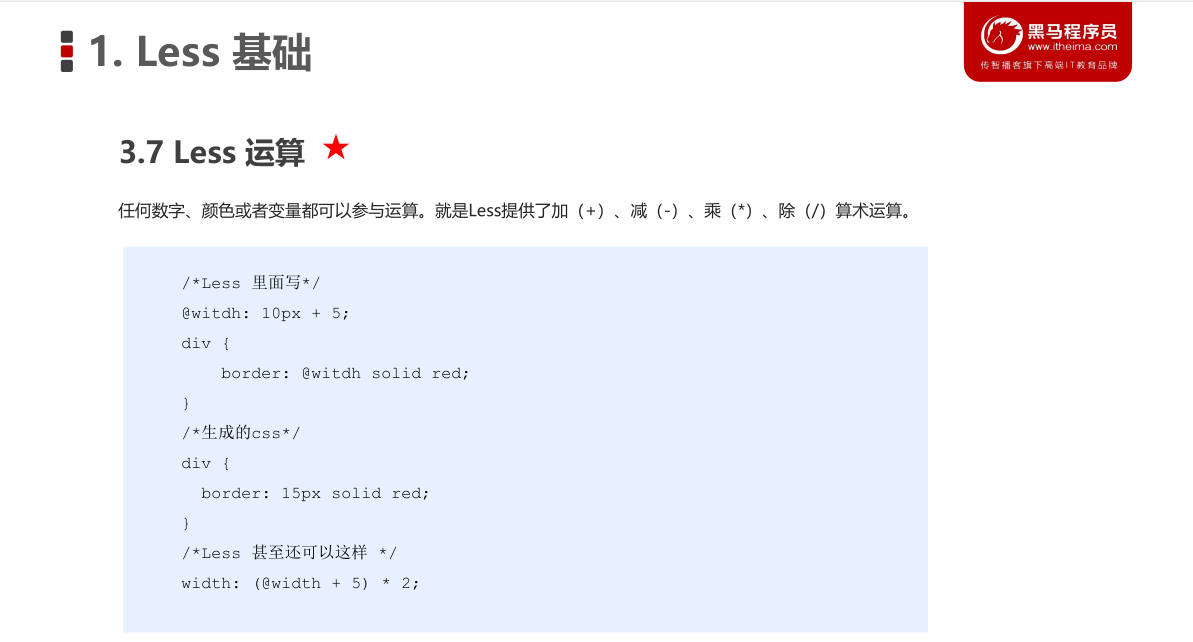 1. Less 基础
黑马程序员
www.itheima.com
传智播客旗下高端IT教育品牌
3.7 Less 运算
任何数字、颜色或者变量都可以参与运算。就是Less提供了加（+）、减（-）、乘（*）、除（/）算术运算。
/*Less 里面写*/
@witdh: 10px + 5;
div {
    border: @witdh solid red;
}
/*生成的css*/
div {
  border: 15px solid red;
}
/*Less 甚至还可以这样 */
width: (@width + 5) * 2;